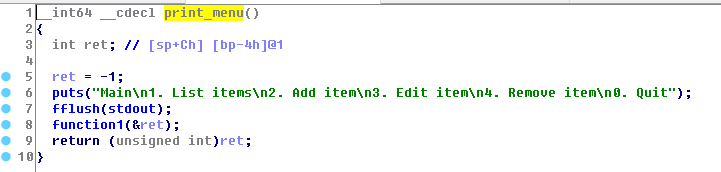 1 __int64 __cdecl print_menu()
2 {
3 int ret; // [sp+Ch] [bp-4h]@1
4
5 ret = -1;
6 puts("Main\n1. List items\n2. Add item\n3. Edit item\n4. Remove item\n0. Quit");
7 fflush(stdout);
8 function1(&ret);
9 return (unsigned int)ret;
10 }